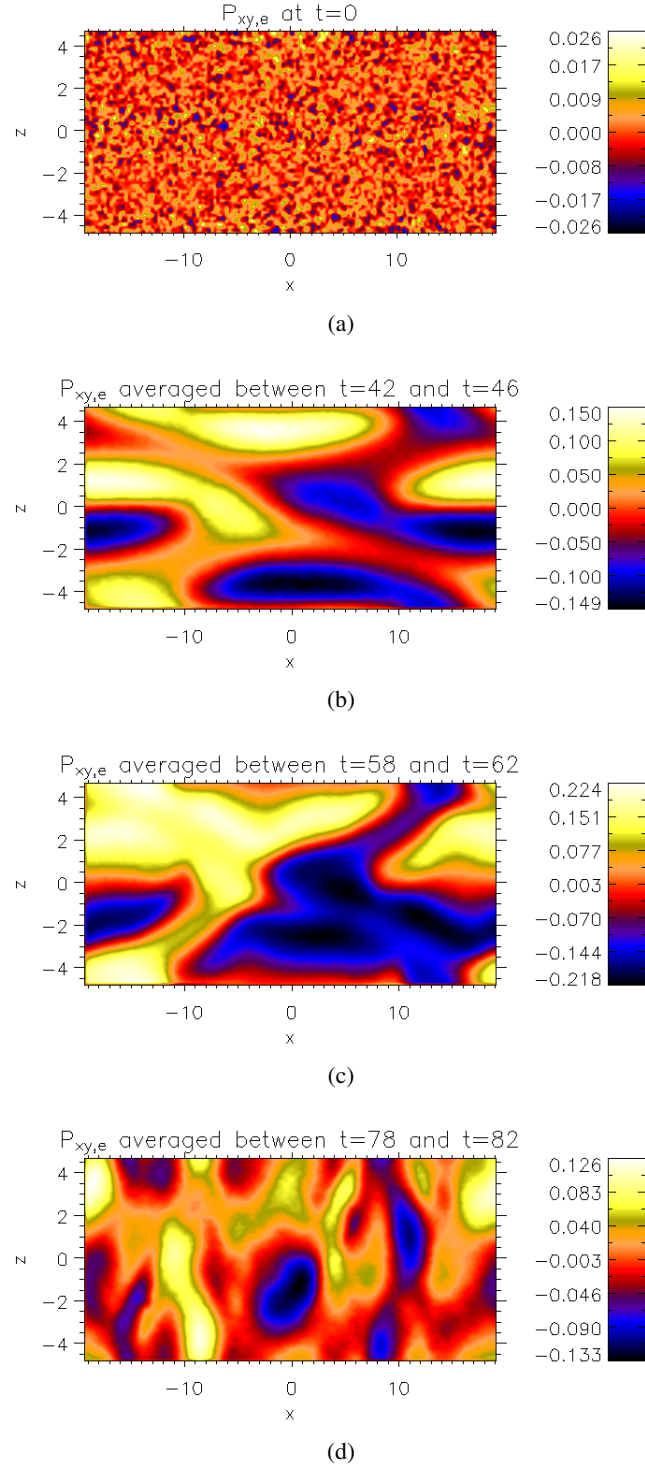 P_xy,e at t=0
0.026
0.017
0.009
0.000
−0.008
−0.017
−0.026
4
2
0
−2
−4
z
−10 0 10
x
(a)
P_xy,e averaged between t=42 and t=46
0.150
0.100
0.050
0.000
−0.050
−0.100
−0.149
4
2
0
−2
−4
z
−10 0 10
x
(b)
P_xy,e averaged between t=58 and t=62
0.224
0.151
0.077
0.003
−0.070
−0.144
−0.218
4
2
0
−2
−4
z
−10 0 10
x
(c)
P_xy,e averaged between t=78 and t=82
0.126
0.083
0.040
−0.003
−0.046
−0.090
−0.133
4
2
0
−2
−4
z
−10 0 10
x
(d)